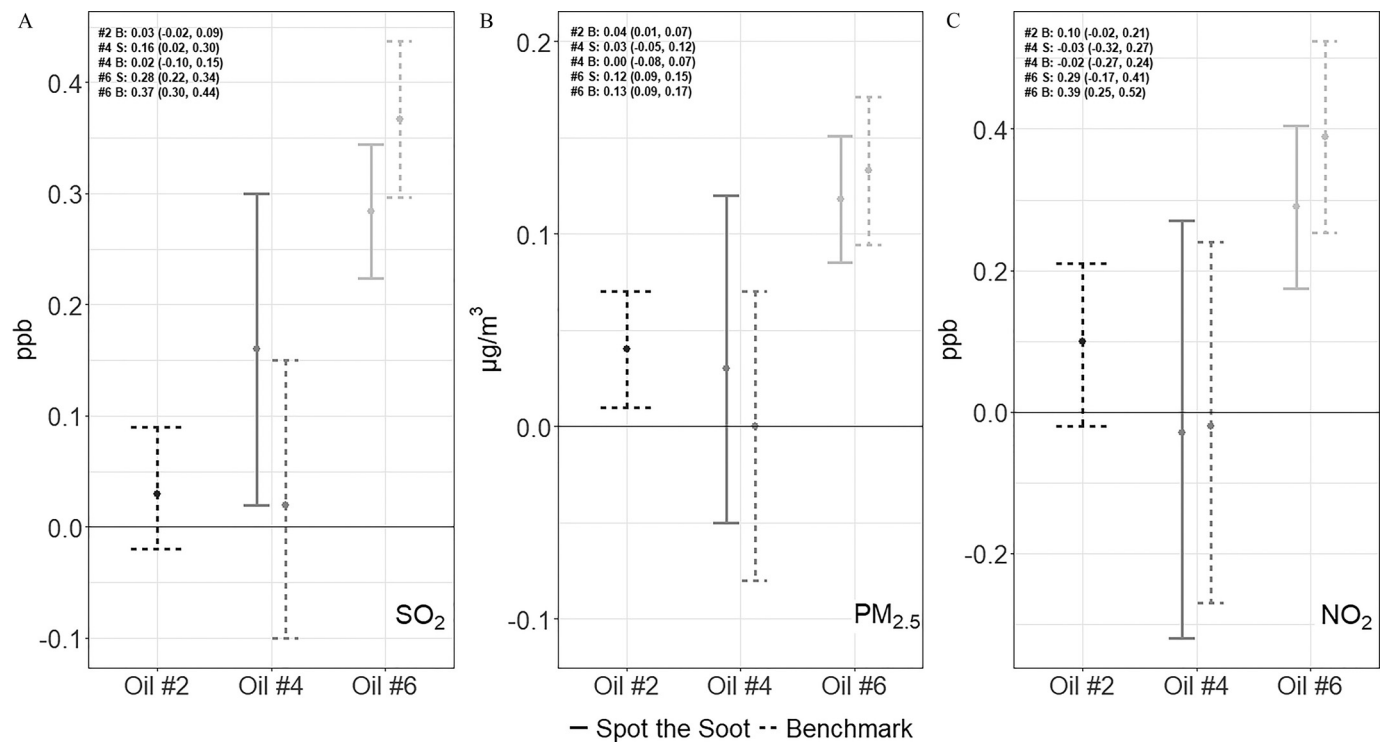 A
#2 B: 0.03 (-0.02, 0.09)
#4 S: 0.16 (0.02, 0.30)
#4 B: 0.02 (-0.10, 0.15)
#6 S: 0.28 (0.22, 0.34)
#6 B: 0.37 (0.30, 0.44)
0.4
0.3
0.2
0.1
0.0
-0.1
ppb
SO2
Oil #2 Oil #4 Oil #6
B
#2 B: 0.04 (0.01, 0.07)
#4 S: 0.03 (-0.05, 0.12)
#4 B: 0.00 (-0.08, 0.07)
#6 S: 0.12 (0.09, 0.15)
#6 B: 0.13 (0.09, 0.17)
0.2
0.1
0.0
-0.1
µg/m3
PM2.5
Oil #2 Oil #4 Oil #6
C
#2 B: 0.10 (-0.02, 0.21)
#4 S: -0.03 (-0.32, 0.27)
#4 B: -0.02 (-0.27, 0.24)
#6 S: 0.29 (-0.17, 0.41)
#6 B: 0.39 (0.25, 0.52)
0.4
0.2
0.0
-0.2
ppb
NO2
Oil #2 Oil #4 Oil #6
Spot the Soot Benchmark